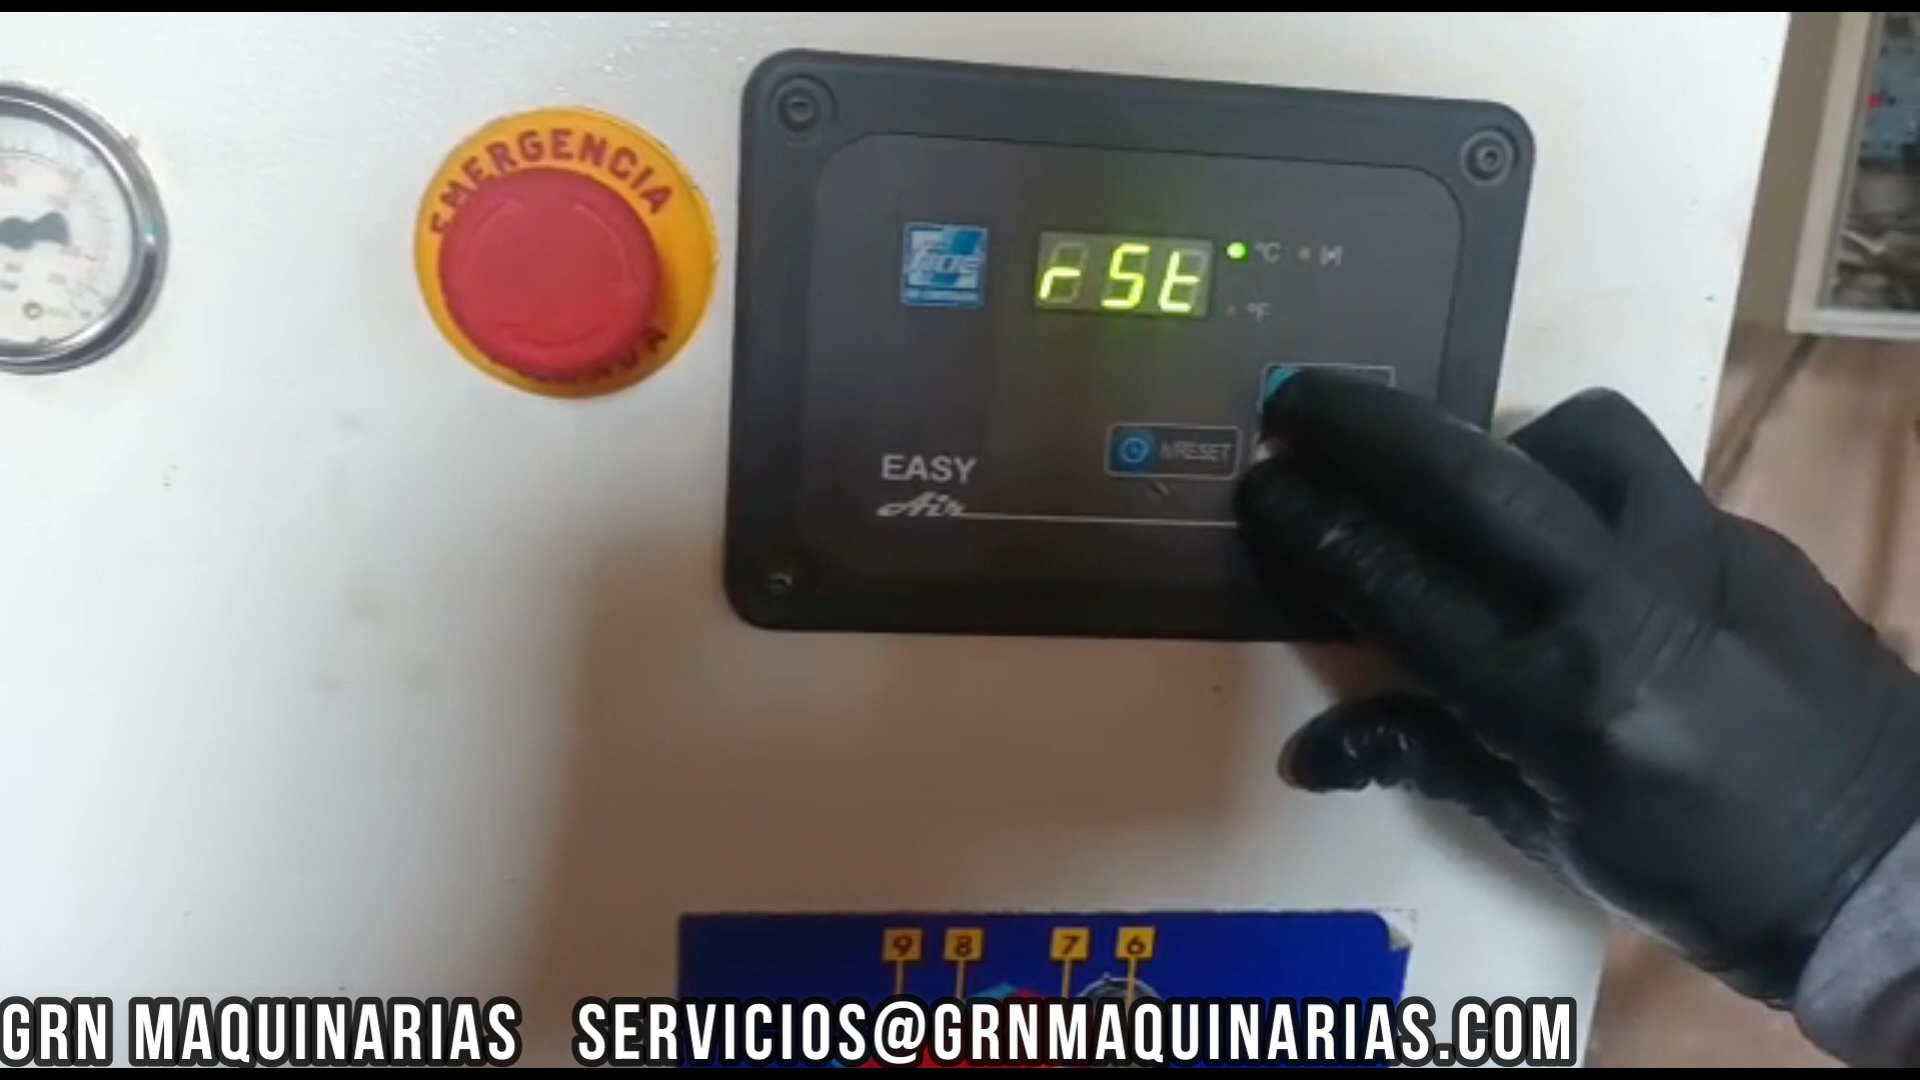 EMERGENCIA
rSt
°C
°F
h/RESET
EASY
Air
9 8 7 6
GRN MAQUINARIAS SERVICIOS@GRNMAQUINARIAS.COM